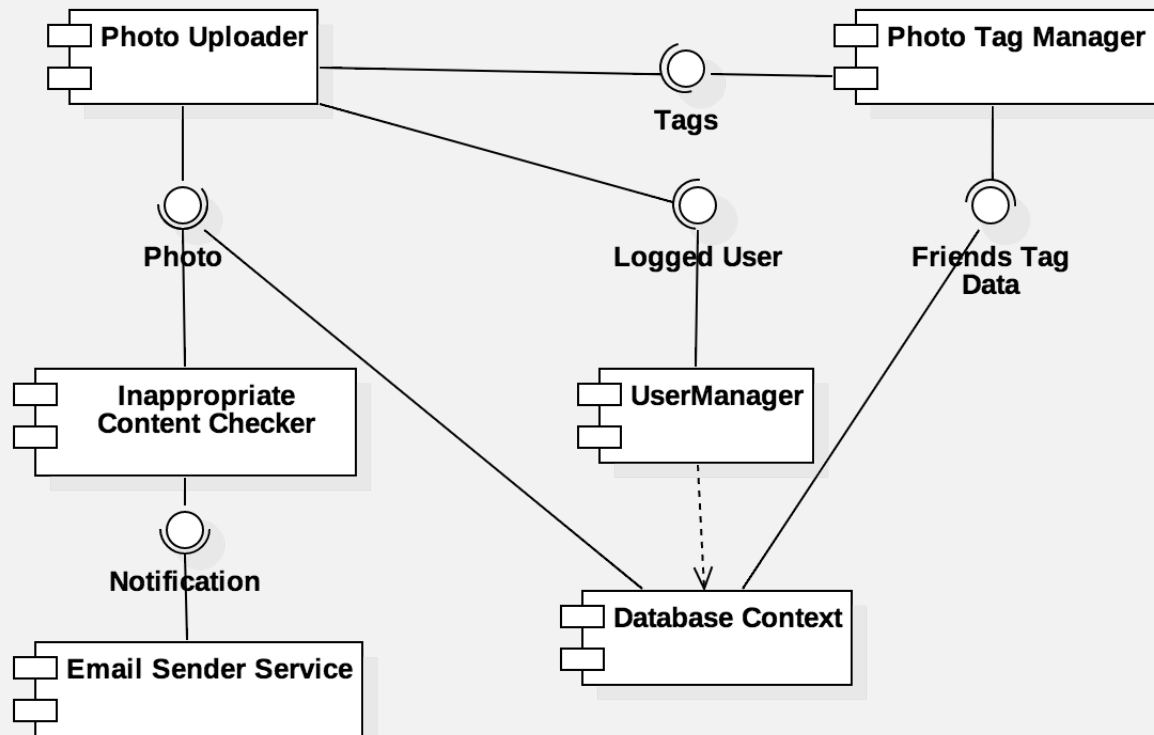 Photo Uploader
Photo Tag Manager
Tags
Photo
Logged User
Friends Tag
Data
Inappropriate
Content Checker
UserManager
Notification
Database Context
Email Sender Service